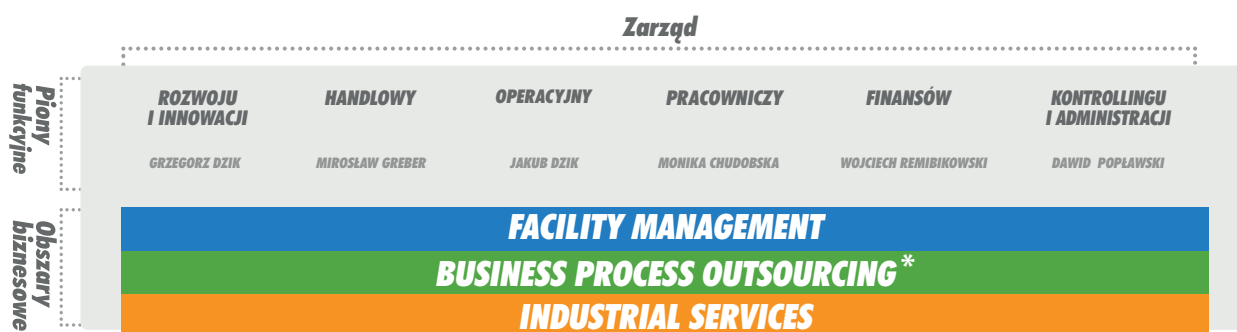 Zarząd
Piony
funkcyjne
ROZWOJU
I INNOWACJI
HANDLOWY
OPERACYJNY
PRACOWNICZY
FINANSÓW
KONTROLLINGU
I ADMINISTRACJI
GRZEGORZ DZIK
MIROSŁAW GREBER
JAKUB DZIK
MONIKA CHUDOBSKA
WOJCIECH REMIBIKOWSKI
DAWID POPŁAWSKI
Obszary
biznesowe
FACILITY MANAGEMENT
BUSINESS PROCESS OUTSOURCING*
INDUSTRIAL SERVICES